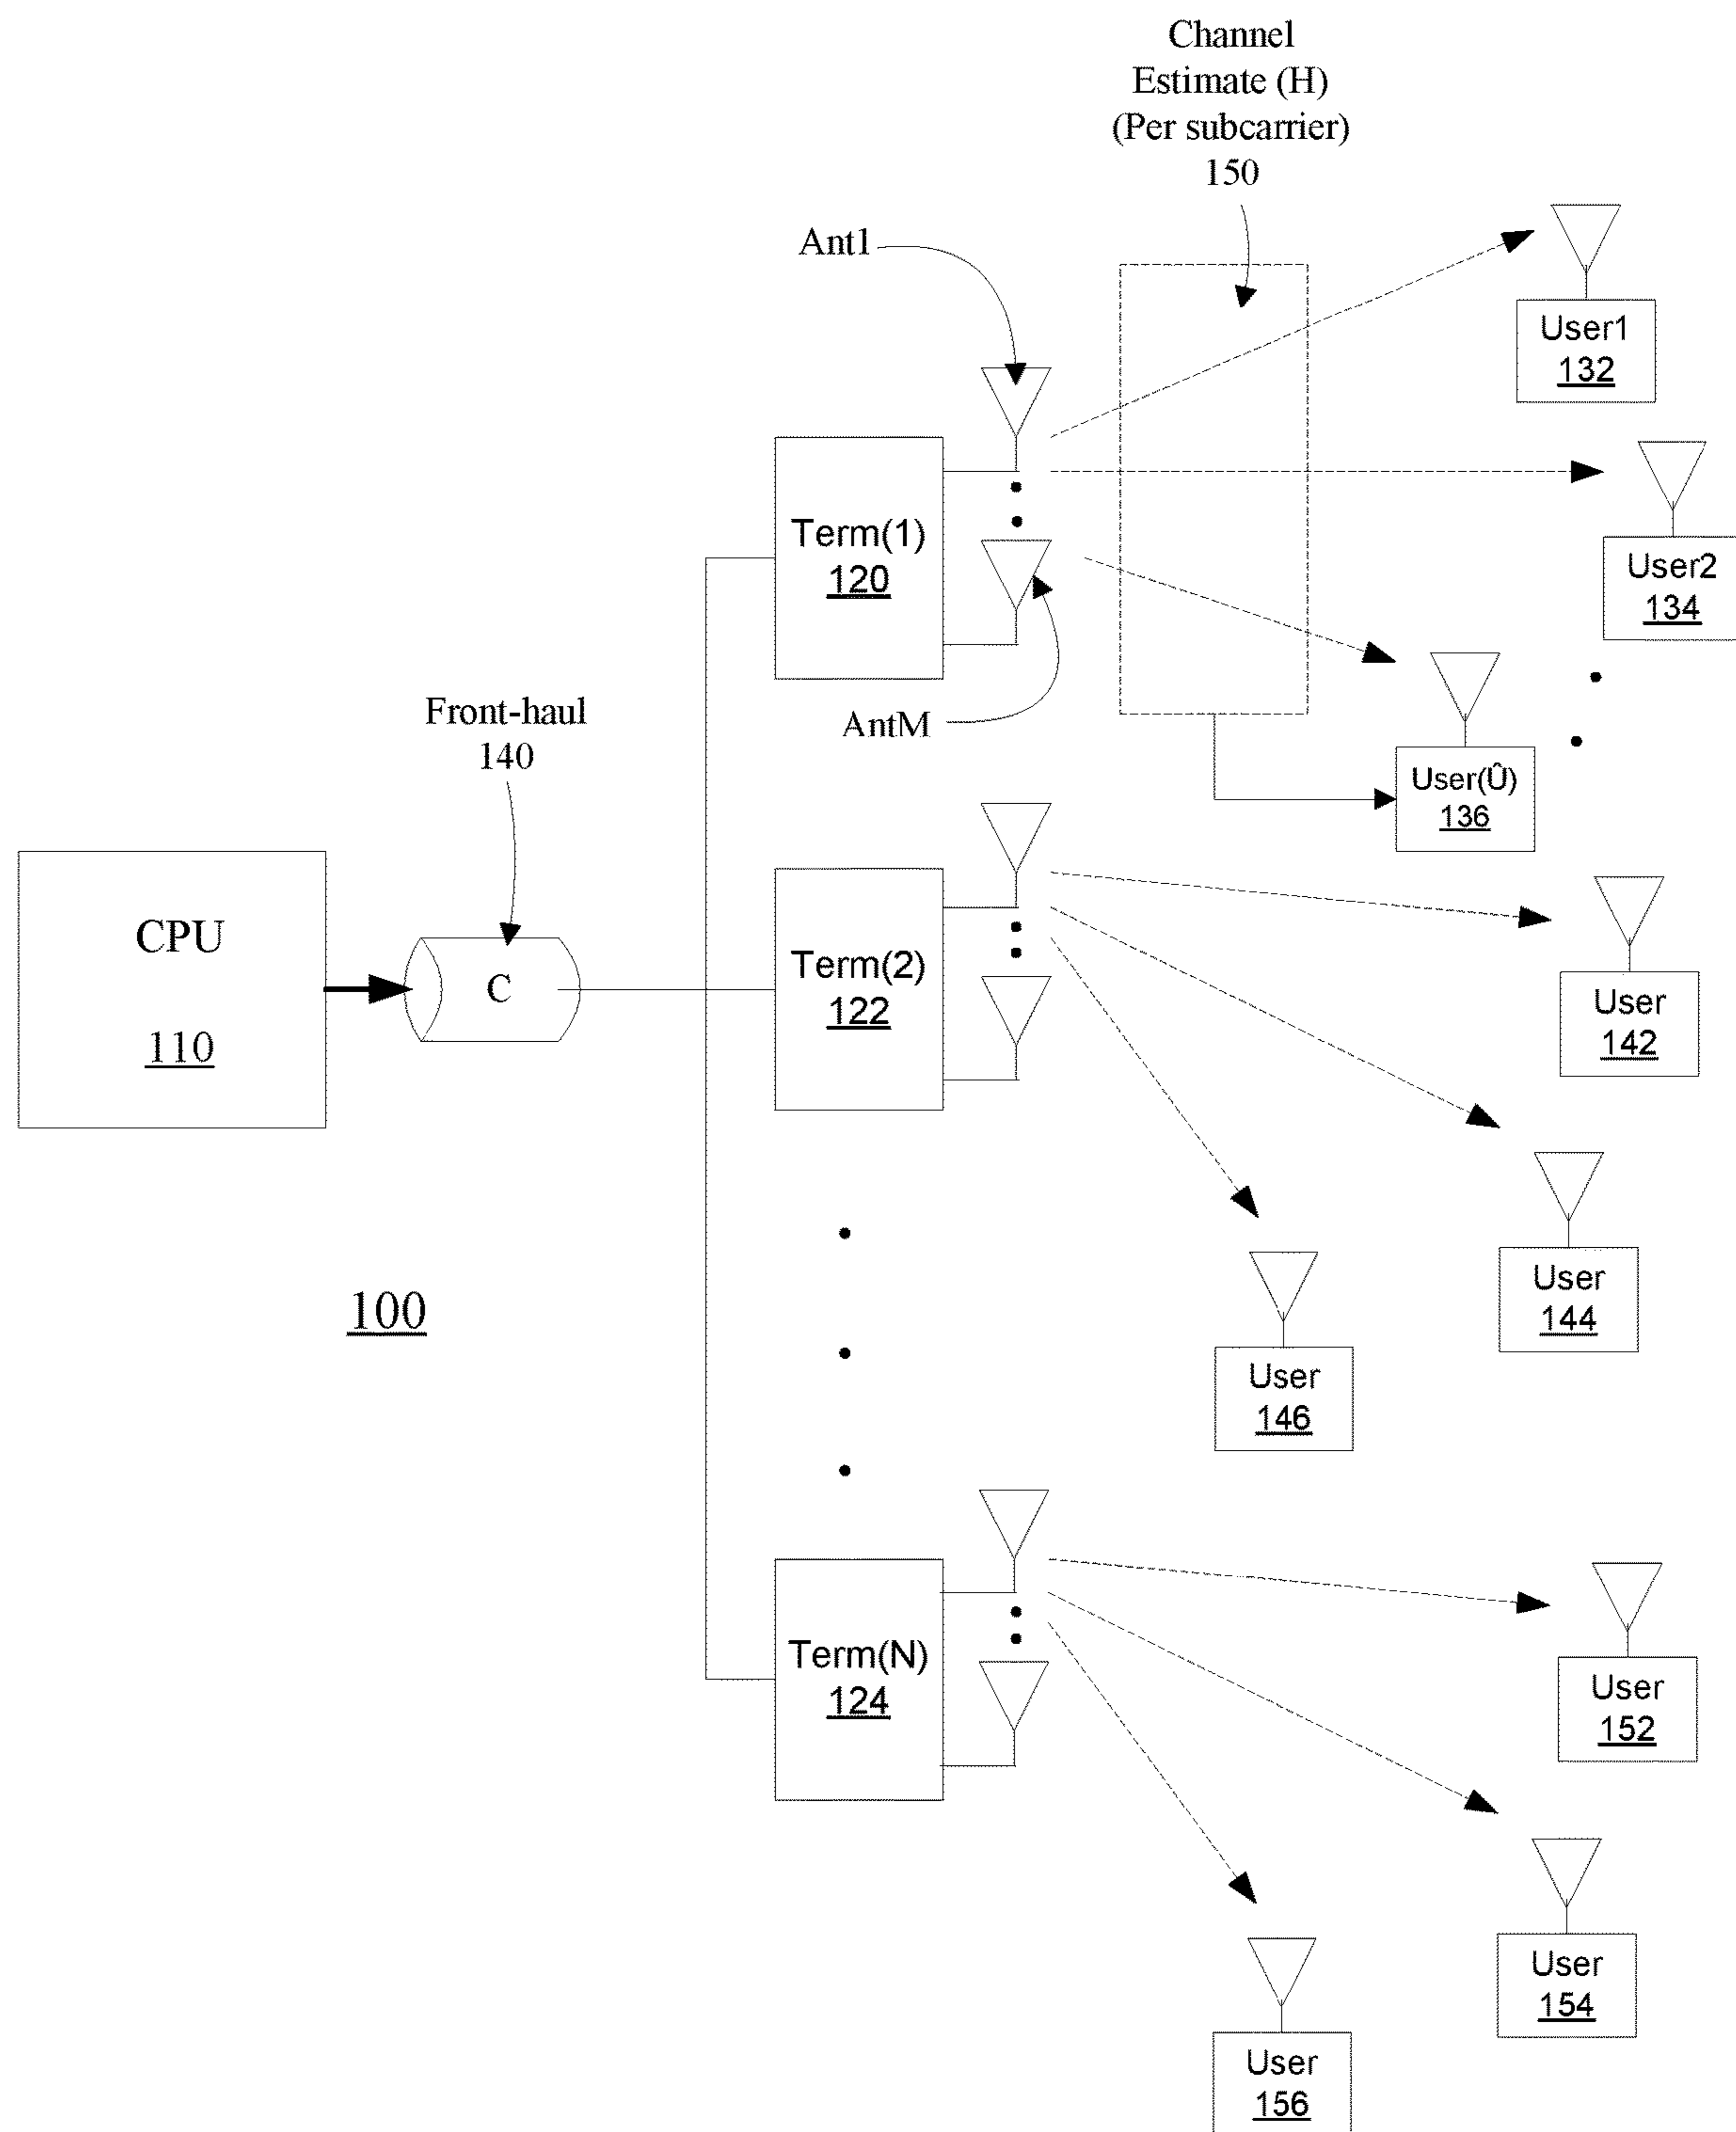 Channel
Estimate (H)
(Per subcarrier)
150
Ant1
User1
132
User2
134
Term(1)
120
AntM
Front-haul
140
User(Û)
136
CPU
110
C
Term(2)
122
User
142
User
144
100
User
146
Term(N)
124
User
152
User
154
User
156